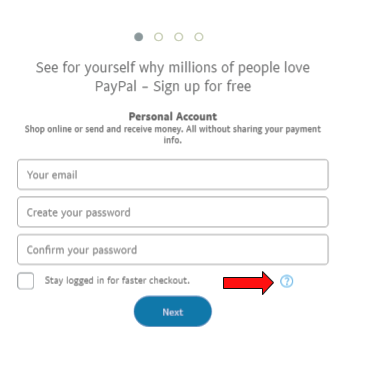 See for yourself why millions of people love
PayPal – Sign up for free
Personal Account
Shop online or send and receive money. All without sharing your payment
info.
Your email
Create your password
Confirm your password
Stay logged in for faster checkout.
?
Next